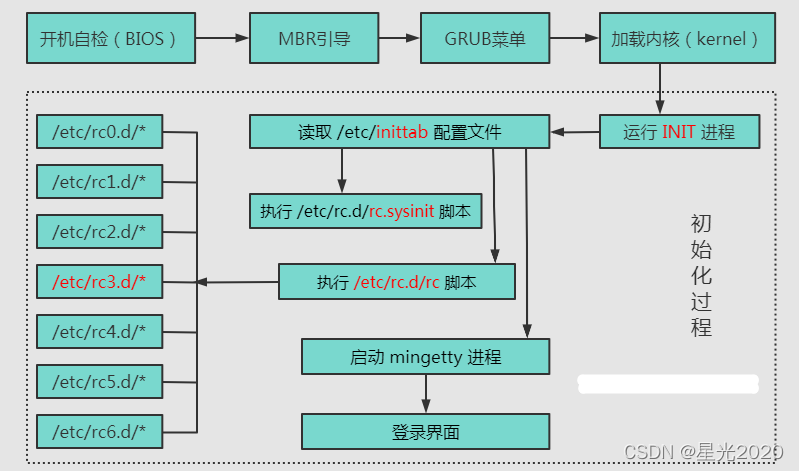 开机自检（BIOS）
MBR引导
GRUB菜单
加载内核（kernel）
/etc/rc0.d/*
读取 /etc/inittab 配置文件
运行 INIT 进程
/etc/rc1.d/*
执行 /etc/rc.d/rc.sysinit 脚本
/etc/rc2.d/*
初始化过程
/etc/rc3.d/*
执行 /etc/rc.d/rc 脚本
/etc/rc4.d/*
启动 mingetty 进程
/etc/rc5.d/*
/etc/rc6.d/*
登录界面
CSDN @星光2020